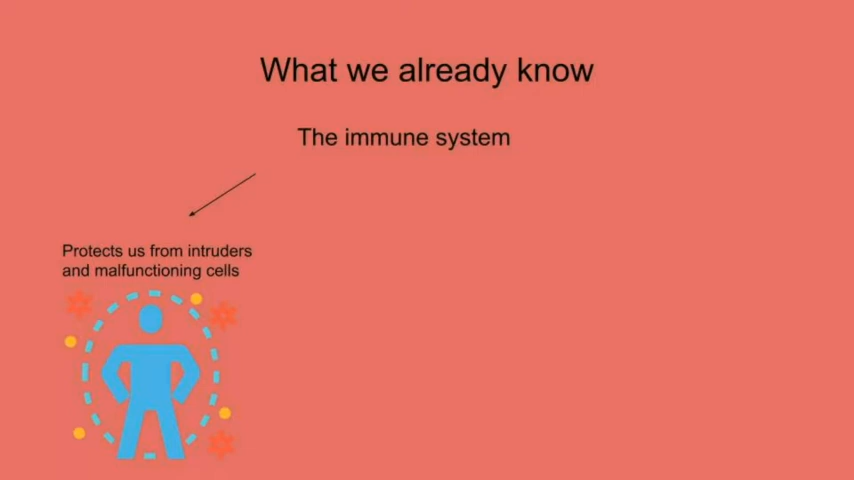 What we already know
The immune system
Protects us from intruders
and malfunctioning cells